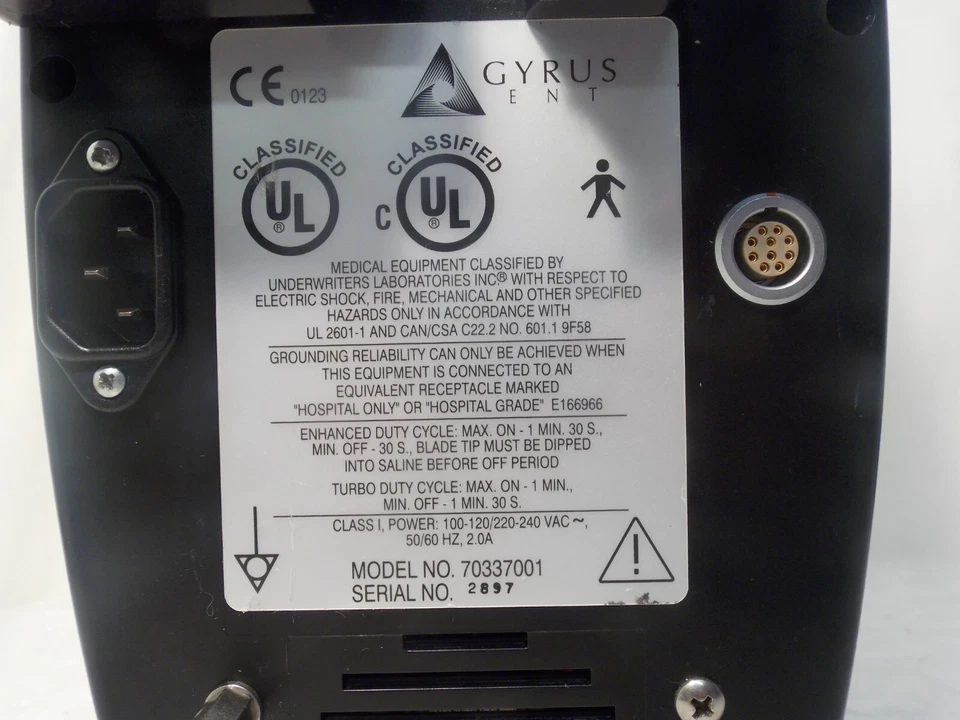 CE 0123
GYRUS
ENT
CLASSIFIED
UL
®
CLASSIFIED
C UL
®
MEDICAL EQUIPMENT CLASSIFIED BY
UNDERWRITERS LABORATORIES INC® WITH RESPECT TO
ELECTRIC SHOCK, FIRE, MECHANICAL AND OTHER SPECIFIED
HAZARDS ONLY IN ACCORDANCE WITH
UL 2601-1 AND CAN/CSA C22.2 NO. 601.1 9F58
GROUNDING RELIABILITY CAN ONLY BE ACHIEVED WHEN
THIS EQUIPMENT IS CONNECTED TO AN
EQUIVALENT RECEPTACLE MARKED
"HOSPITAL ONLY" OR "HOSPITAL GRADE" E166966
ENHANCED DUTY CYCLE: MAX. ON - 1 MIN. 30 S.,
MIN. OFF - 30 S., BLADE TIP MUST BE DIPPED
INTO SALINE BEFORE OFF PERIOD
TURBO DUTY CYCLE: MAX. ON - 1 MIN.,
MIN. OFF - 1 MIN. 30 S.
CLASS I, POWER: 100-120/220-240 VAC ~,
50/60 HZ, 2.0A
MODEL NO. 70337001
SERIAL NO. 2897